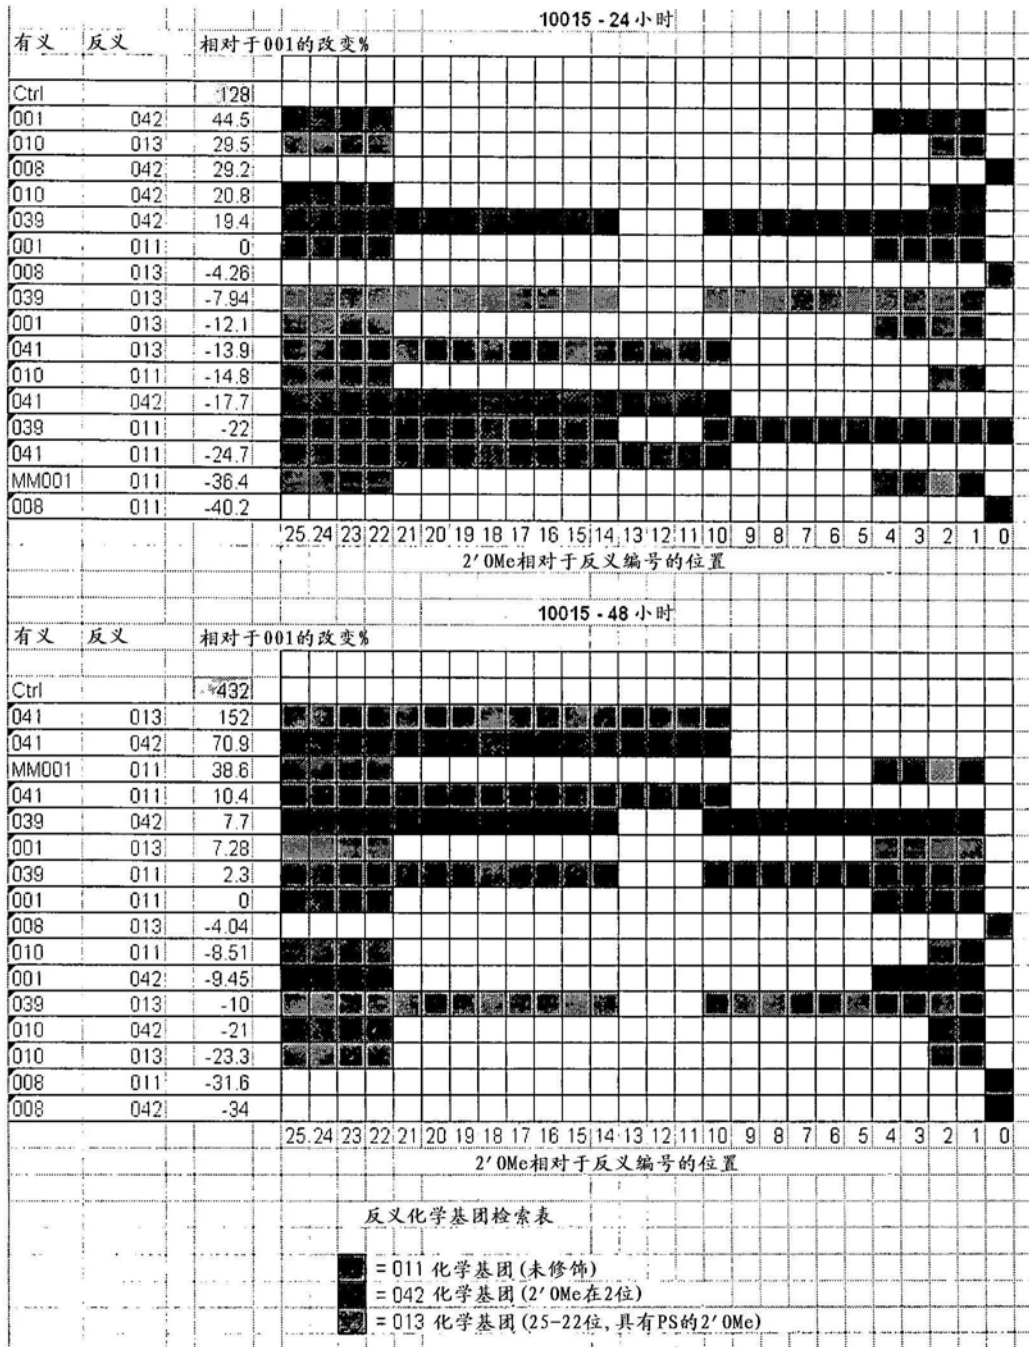 10015 - 24 小时
有义 反义 相对于001的改变%
Ctrl 128
001 042 44.5
010 013 29.5
008 042 29.2
010 042 20.8
039 042 19.4
001 011 0
008 013 -4.26
039 013 -7.94
001 013 -12.1
041 013 -13.9
010 011 -14.8
041 042 -17.7
039 011 -22
041 011 -24.7
MM001 011 -36.4
008 011 -40.2
25 24 23 22 21 20 19 18 17 16 15 14 13 12 11 10 9 8 7 6 5 4 3 2 1 0
2'OMe相对于反义编号的位置
10015 - 48 小时
有义 反义 相对于001的改变%
Ctrl 432
041 013 152
041 042 70.9
MM001 011 38.6
041 011 10.4
039 042 7.7
001 013 7.28
039 011 2.3
001 011 0
008 013 -4.04
010 011 -8.51
001 042 -9.45
039 013 -10
010 042 -21
010 013 -23.3
008 011 -31.6
008 042 -34
25 24 23 22 21 20 19 18 17 16 15 14 13 12 11 10 9 8 7 6 5 4 3 2 1 0
2'OMe相对于反义编号的位置
反义化学基团检索表
= 011 化学基团(未修饰)
= 042 化学基团(2'OMe在2位)
= 013 化学基团(25-22位,具有PS的2'OMe)